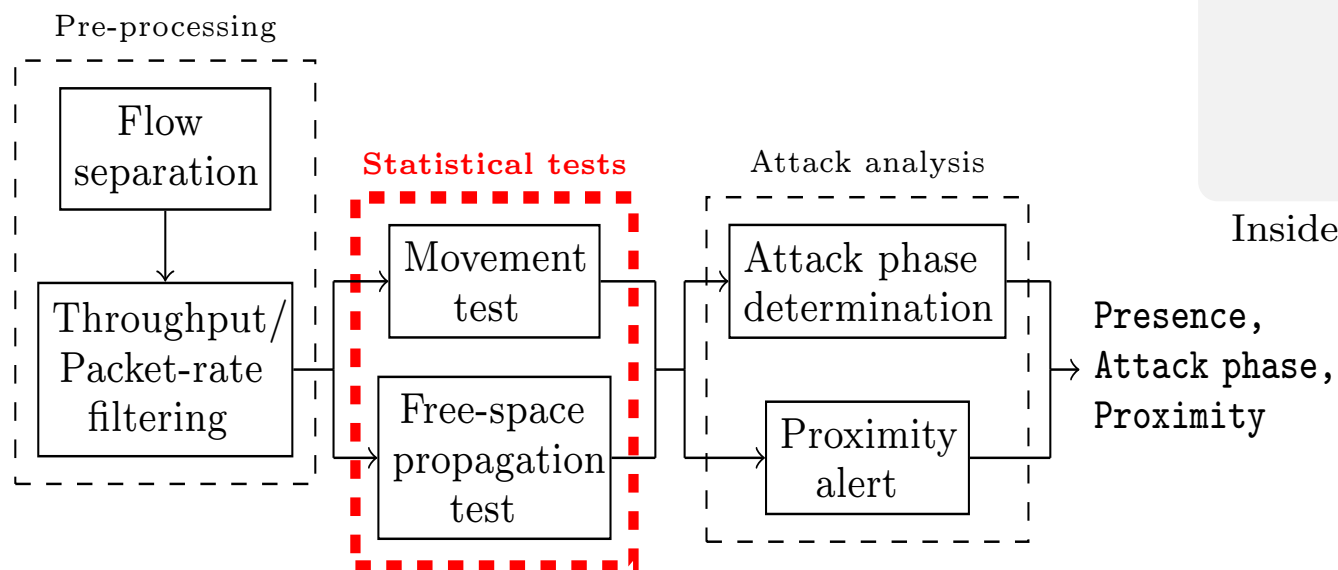 Pre-processing
Flow
separation
Throughput/
Packet-rate
filtering
Statistical tests
Movement
test
Free-space
propagation
test
Attack analysis
Attack phase
determination
Proximity
alert
Presence,
Attack phase,
Proximity
Inside